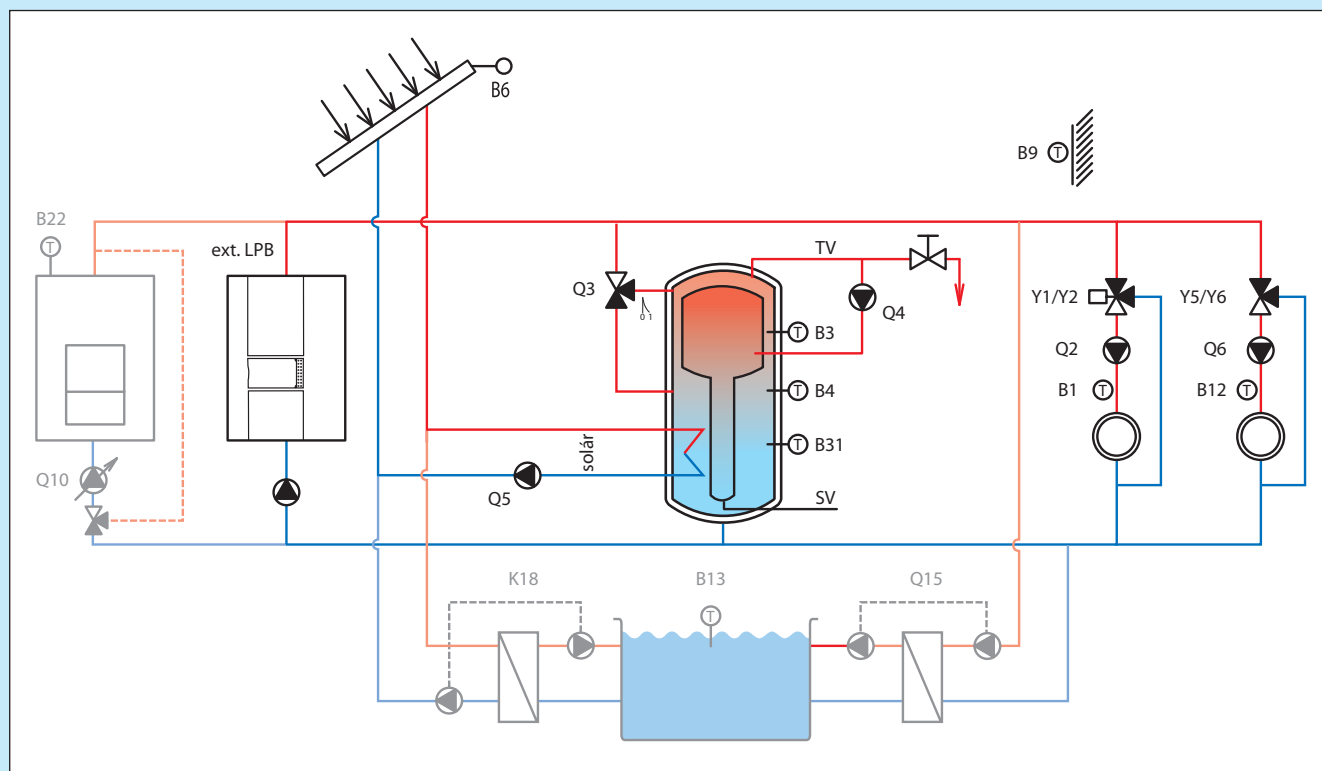 B6
B9
T
B22
T
ext. LPB
TV
Q3
0 1
Q4
T
B3
Y1/Y2
Y5/Y6
Q2
Q6
T
B4
B1
T
B12
T
solár
T
B31
Q10
Q5
SV
K18
B13
Q15
T